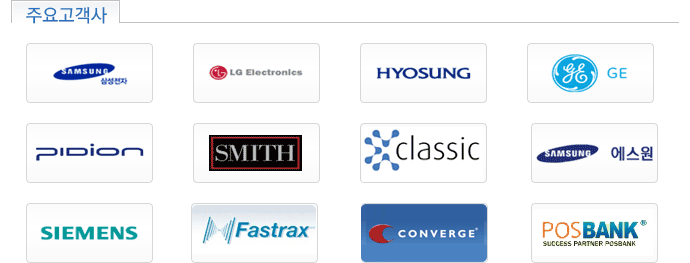 주요고객사
SAMSUNG
삼성전자
LG Electronics
HYOSUNG
GE
GE
PIDION
SMITH
classic
SAMSUNG
에스원
SIEMENS
Fastrax
CONVERGE
POSBANK®
SUCCESS PARTNER POSBANK